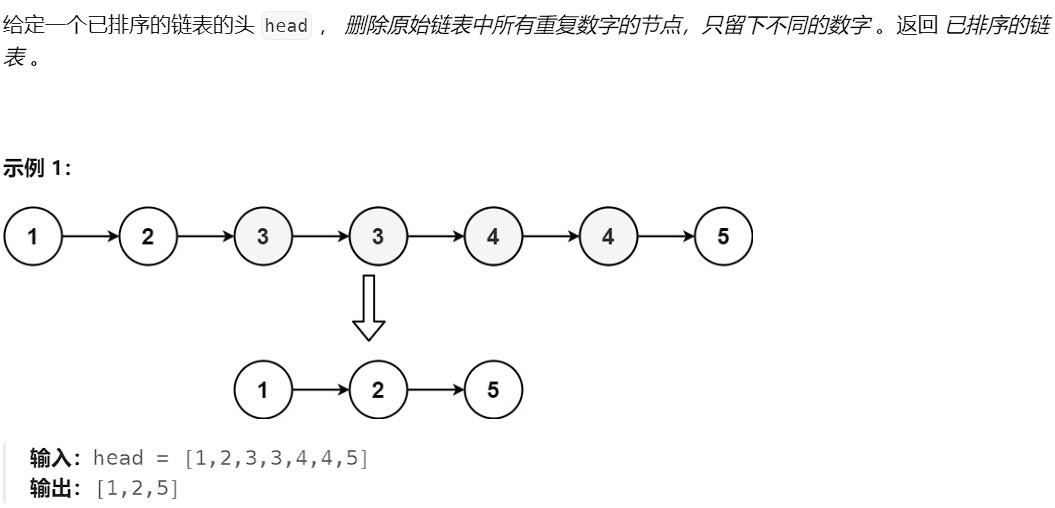 给定一个已排序的链表的头 head ， 删除原始链表中所有重复数字的节点，只留下不同的数字 。返回 已排序的链
表 。
示例 1：
1 2 3 3 4 4 5
1 2 5
输入：head = [1,2,3,3,4,4,5]
输出：[1,2,5]